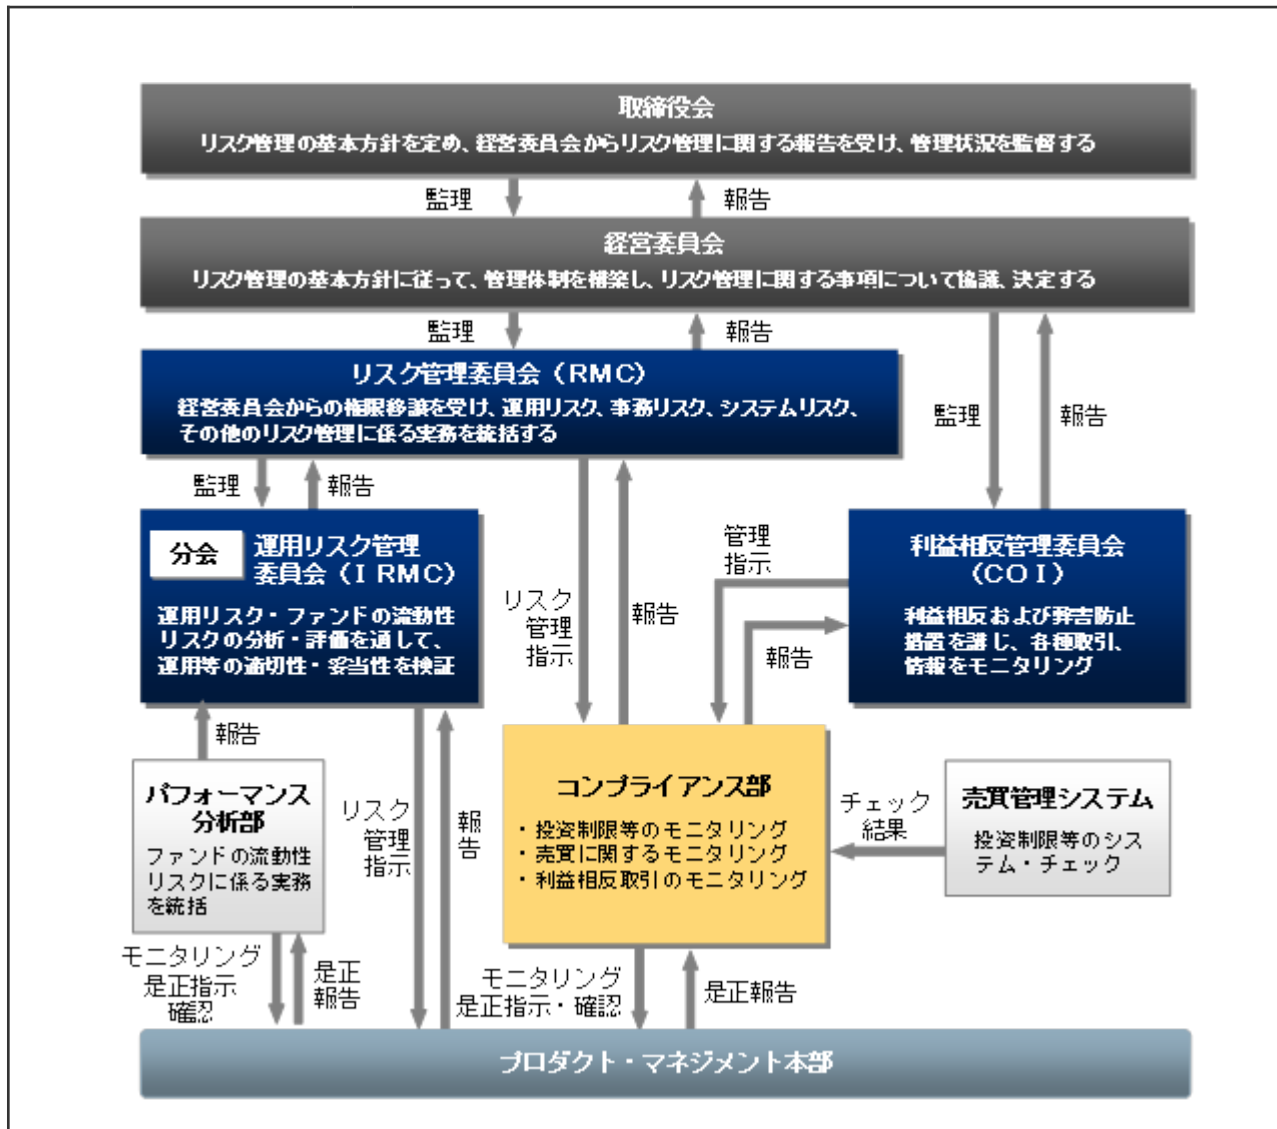 取締役会
リスク管理の基本方針を定め、経営委員会からリスク管理に関する報告を受け、管理状況を監督する
監理
報告
経営委員会
リスク管理の基本方針に従って、管理体制を構築し、リスク管理に関する事項について協議、決定する
監理
報告
リスク管理委員会（RMC）
経営委員会からの権限移譲を受け、運用リスク、事務リスク、システムリスク、
その他のリスク管理に係る実務を統括する
監理
報告
監理
報告
分会
運用リスク管理
委員会（IRMC）
運用リスク・ファンドの流動性
リスクの分析・評価を通して、
運用等の適切性・妥当性を検証
リスク
管理
指示
報告
管理
指示
報告
利益相反管理委員会
（COI）
利益相反および弊害防止
措置を講じ、各種取引、
情報をモニタリング
報告
パフォーマンス
分析部
ファンドの流動性
リスクに係る実務
を統括
リスク
管理
指示
報
告
コンプライアンス部
・投資制限等のモニタリング
・売買に関するモニタリング
・利益相反取引のモニタリング
チェック
結果
売買管理システム
投資制限等のシス
テム・チェック
モニタリング
是正指示
確認
是正
報告
モニタリング
是正指示・確認
是正報告
プロダクト・マネジメント本部